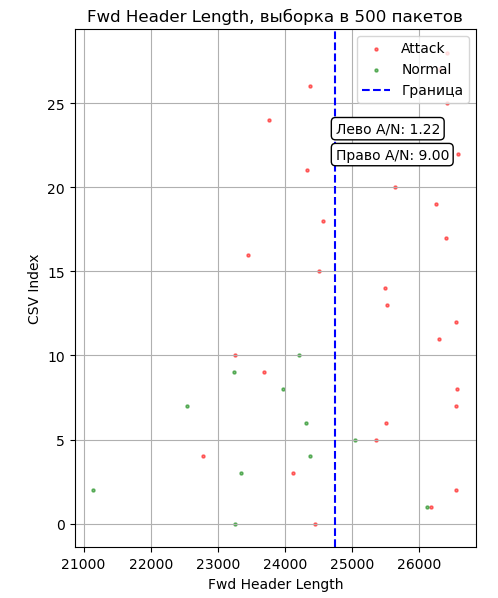 Fwd Header Length, выборка в 500 пакетов
Attack
Normal
Граница
Лево A/N: 1.22
Право A/N: 9.00
CSV Index
25
20
15
10
5
0
21000 22000 23000 24000 25000 26000
Fwd Header Length